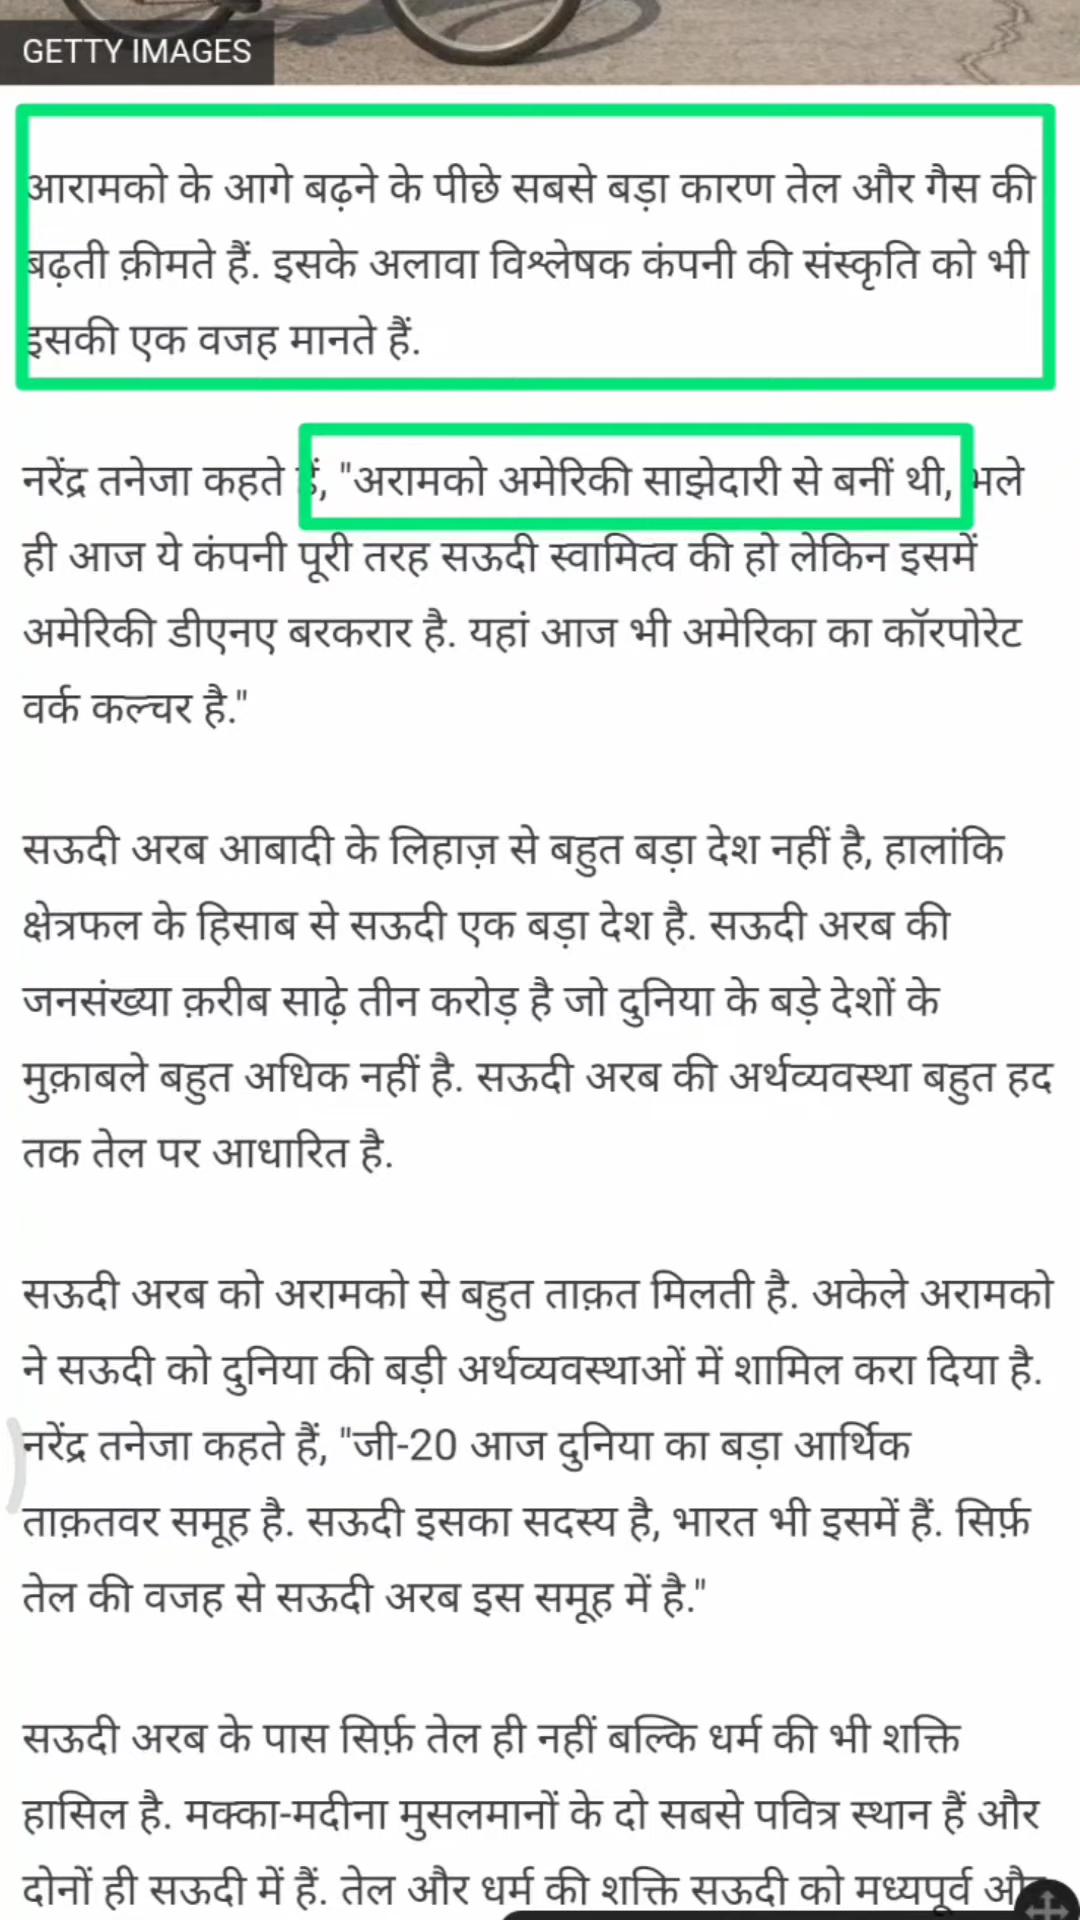 GETTY IMAGES
आरामको के आगे बढ़ने के पीछे सबसे बड़ा कारण तेल और गैस की
बढ़ती क़ीमते हैं. इसके अलावा विश्लेषक कंपनी की संस्कृति को भी
इसकी एक वजह मानते हैं.
नरेंद्र तनेजा कहते हैं, "अरामको अमेरिकी साझेदारी से बनीं थी, भले
ही आज ये कंपनी पूरी तरह सऊदी स्वामित्व की हो लेकिन इसमें
अमेरिकी डीएनए बरकरार है. यहां आज भी अमेरिका का कॉरपोरेट
वर्क कल्चर है."
सऊदी अरब आबादी के लिहाज़ से बहुत बड़ा देश नहीं है, हालांकि
क्षेत्रफल के हिसाब से सऊदी एक बड़ा देश है. सऊदी अरब की
जनसंख्या क़रीब साढ़े तीन करोड़ है जो दुनिया के बड़े देशों के
मुक़ाबले बहुत अधिक नहीं है. सऊदी अरब की अर्थव्यवस्था बहुत हद
तक तेल पर आधारित है.
सऊदी अरब को अरामको से बहुत ताक़त मिलती है. अकेले अरामको
ने सऊदी को दुनिया की बड़ी अर्थव्यवस्थाओं में शामिल करा दिया है.
नरेंद्र तनेजा कहते हैं, "जी-20 आज दुनिया का बड़ा आर्थिक
ताक़तवर समूह है. सऊदी इसका सदस्य है, भारत भी इसमें हैं. सिर्फ़
तेल की वजह से सऊदी अरब इस समूह में है."
सऊदी अरब के पास सिर्फ़ तेल ही नहीं बल्कि धर्म की भी शक्ति
हासिल है. मक्का-मदीना मुसलमानों के दो सबसे पवित्र स्थान हैं और
दोनों ही सऊदी में हैं. तेल और धर्म की शक्ति सऊदी को मध्यपूर्व और